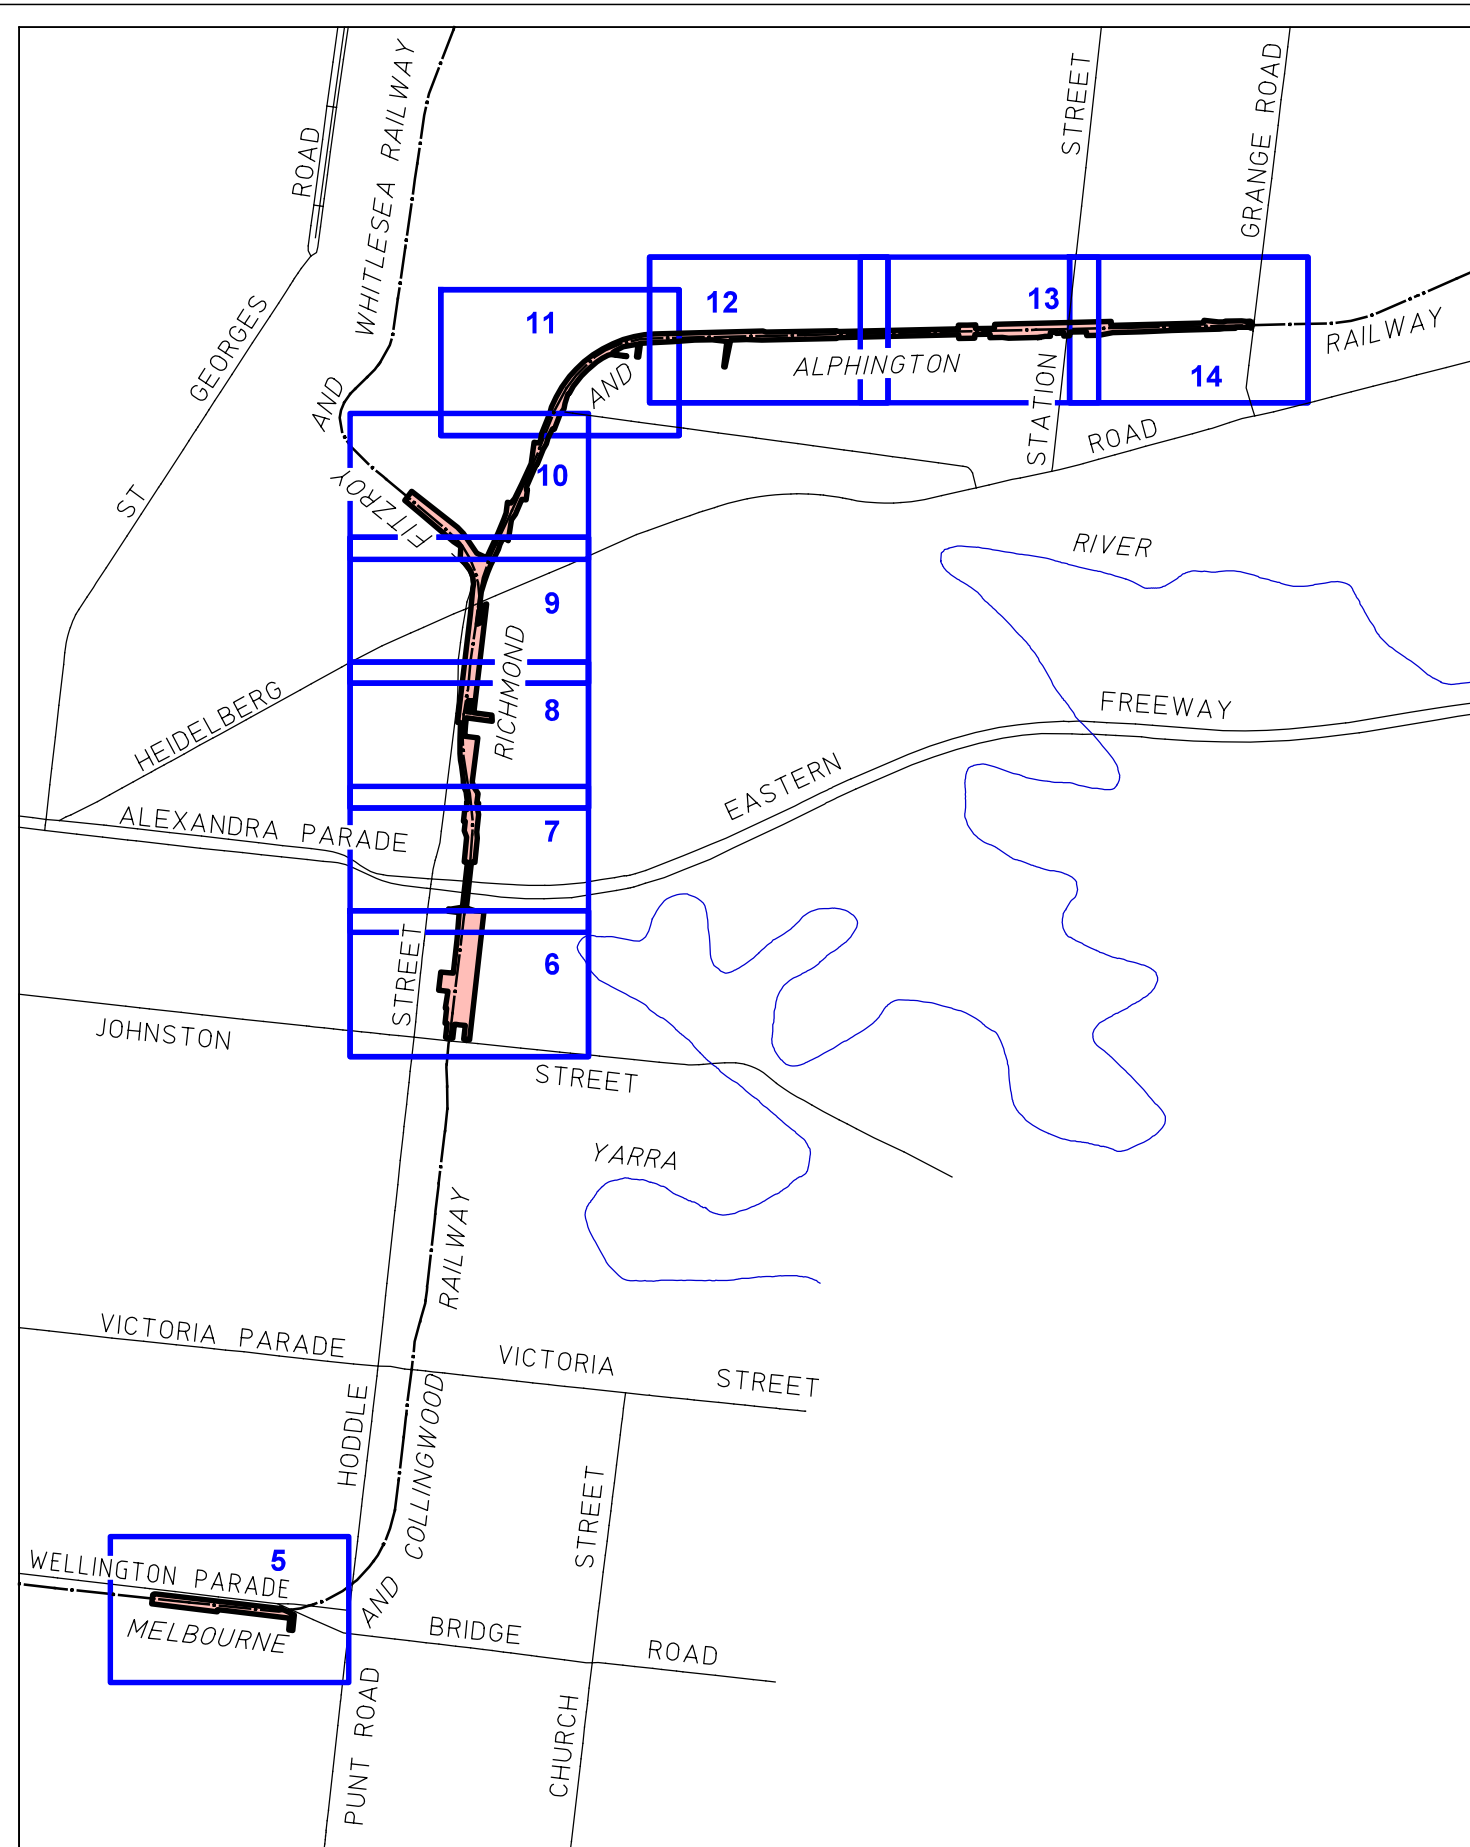 ROAD
WHITLESEA RAILWAY
STREET
GRANGE ROAD
GEORGES
11
12
13
14
ALPHINGTON
RAILWAY
AND
AND
STATION
ROAD
ST
10
FITZROY
RIVER
9
RICHMOND
8
HEIDELBERG
FREEWAY
EASTERN
ALEXANDRA PARADE
7
6
STREET
JOHNSTON
STREET
YARRA
RAILWAY
VICTORIA PARADE
VICTORIA STREET
HODDLE
COLLINGWOOD
STREET
5
WELLINGTON PARADE
AND
MELBOURNE
BRIDGE ROAD
PUNT ROAD
CHURCH